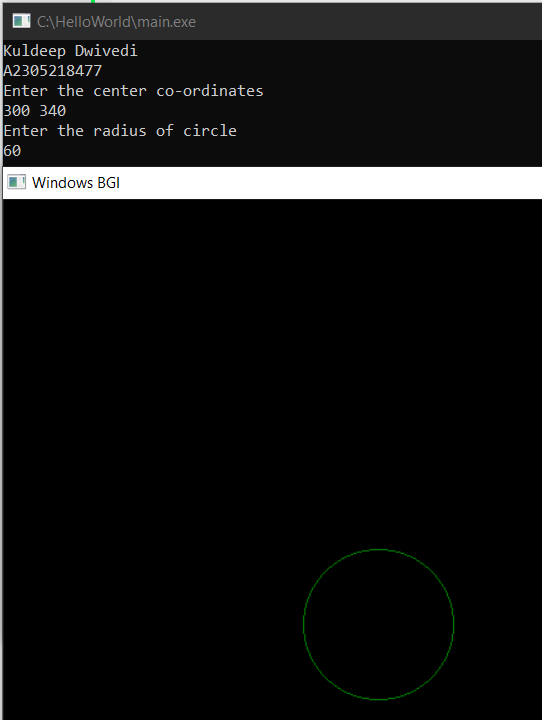 C:\HelloWorld\main.exe
Kuldeep Dwivedi
A2305218477
Enter the center co-ordinates
300 340
Enter the radius of circle
60
Windows BGI